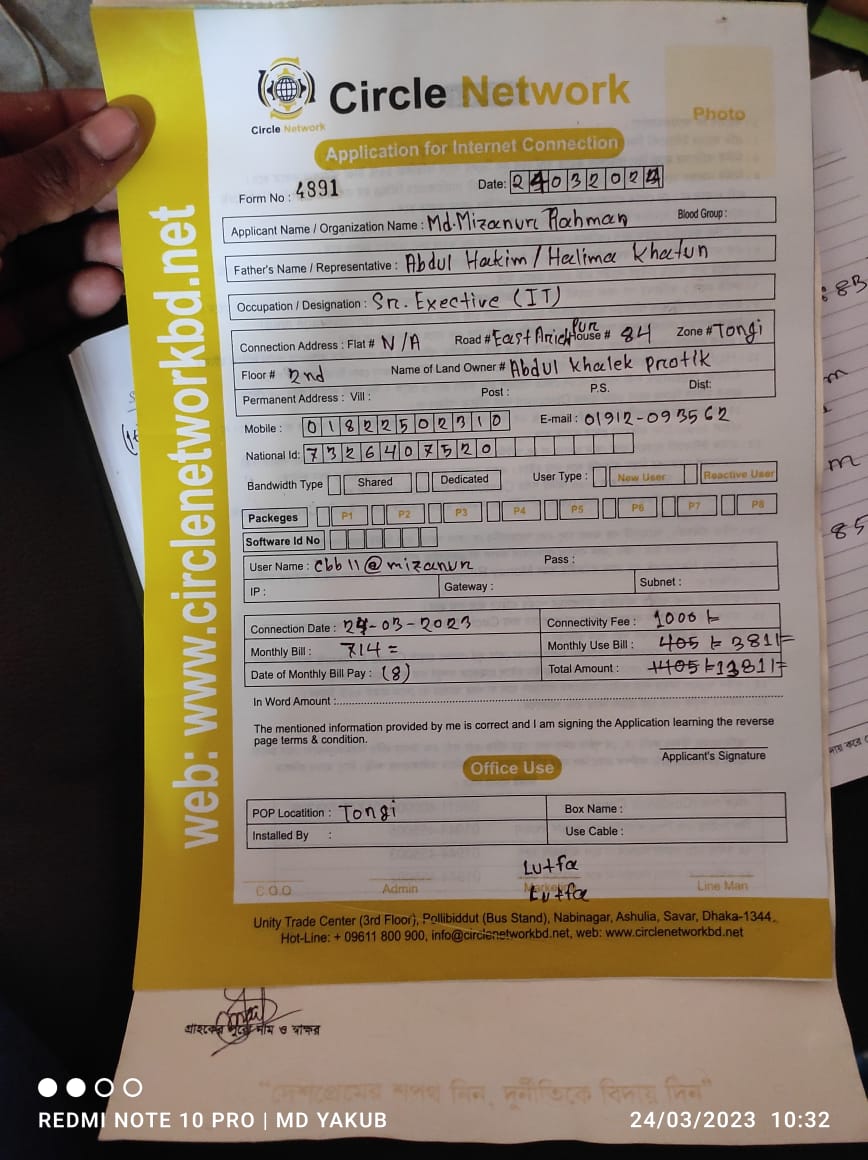 Circle Network
Circle Network
Photo
Application for Internet Connection
Form No : 4891
Date: 24032024
Applicant Name / Organization Name : Md. Mizanur Rahman Blood Group :
Father's Name / Representative : Abdul Hakim / Halima Khatun
Occupation / Designation : Sr. Exective (IT)
Connection Address : Flat # N/A Road # East Arichpur House # 84 Zone # Tongi
Floor # 2nd Name of Land Owner # Abdul Khalek Pratik
Permanent Address : Vill : Post : P.S. Dist:
Mobile : 01822502310 E-mail : 01912-093562
National Id: 7326407520
Bandwidth Type Shared Dedicated User Type : New User Reactive User
Packeges P1 P2 P3 P4 P5 P6 P7 P8
Software Id No
User Name : cbb11@mizanur Pass :
IP : Gateway : Subnet :
Connection Date : 24-03-2023 Connectivity Fee : 1000/-
Monthly Bill : 714 = Monthly Use Bill : 405/- 381/=
Date of Monthly Bill Pay : (8) Total Amount : 1405/- 1381/=
In Word Amount :
The mentioned information provided by me is correct and I am signing the Application learning the reverse
page terms & condition.
Applicant's Signature
Office Use
POP Locatition : Tongi Box Name :
Installed By : Use Cable :
Lutfa
C.O.O Admin Marketing Line Man
Lutfa
Unity Trade Center (3rd Floor), Pollibiddut (Bus Stand), Nabinagar, Ashulia, Savar, Dhaka-1344.
Hot-Line: + 09611 800 900, info@circlenetworkbd.net, web: www.circlenetworkbd.net
web: www.circlenetworkbd.net
গ্রাহকের পুরো নাম ও স্বাক্ষর
"দেশপ্রেমের শপথ নিন, দুর্নীতিকে বিদায় দিন"
REDMI NOTE 10 PRO | MD YAKUB
24/03/2023 10:32